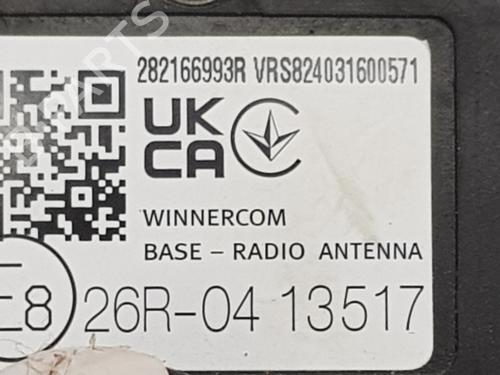 282166993R VRS824031600571
UK
CA
WINNERCOM
BASE – RADIO ANTENNA
E8 26R-04 13517